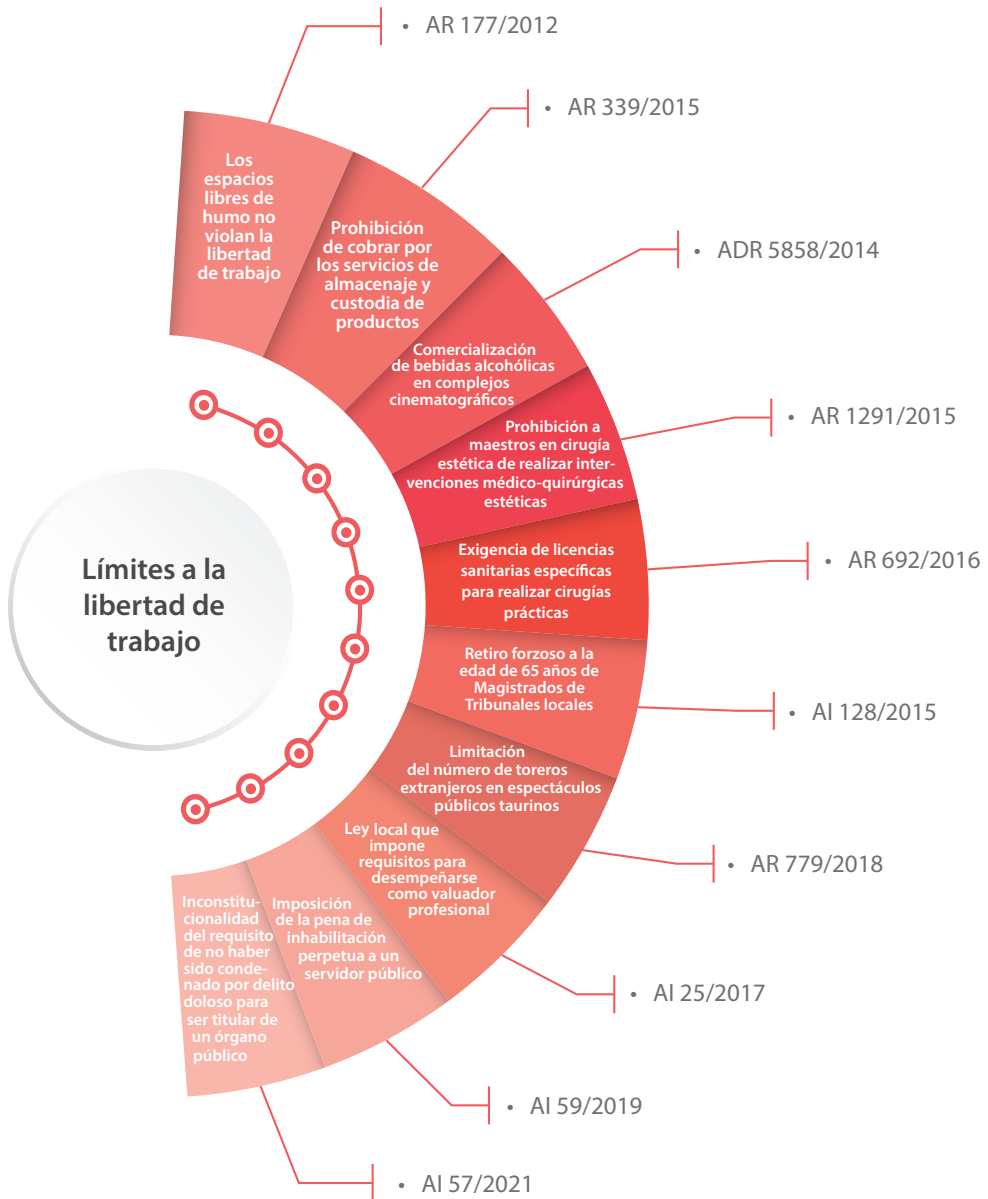 Límites a la
libertad de
trabajo
Los
espacios
libres de
humo no
violan la
libertad
de trabajo
• AR 177/2012
Prohibición
de cobrar por
los servicios de
almacenaje y
custodia de
productos
• AR 339/2015
Comercialización
de bebidas alcohólicas
en complejos
cinematográficos
• ADR 5858/2014
Prohibición a
maestros en cirugía
estética de realizar inter-
venciones médico-quirúrgicas
estéticas
• AR 1291/2015
Exigencia de licencias
sanitarias específicas
para realizar cirugías
prácticas
• AR 692/2016
Retiro forzoso a la
edad de 65 años de
Magistrados de
Tribunales locales
• AI 128/2015
Limitación
del número de toreros
extranjeros en espectáculos
públicos taurinos
• AR 779/2018
Ley local que
impone
requisitos para
desempeñarse
como valuador
profesional
• AI 25/2017
Imposición
de la pena de
inhabilitación
perpetua a un
servidor público
• AI 59/2019
Inconstitu-
cionalidad
del requisito
de no haber
sido conde-
nado por delito
doloso para
ser titular de
un órgano
público
• AI 57/2021